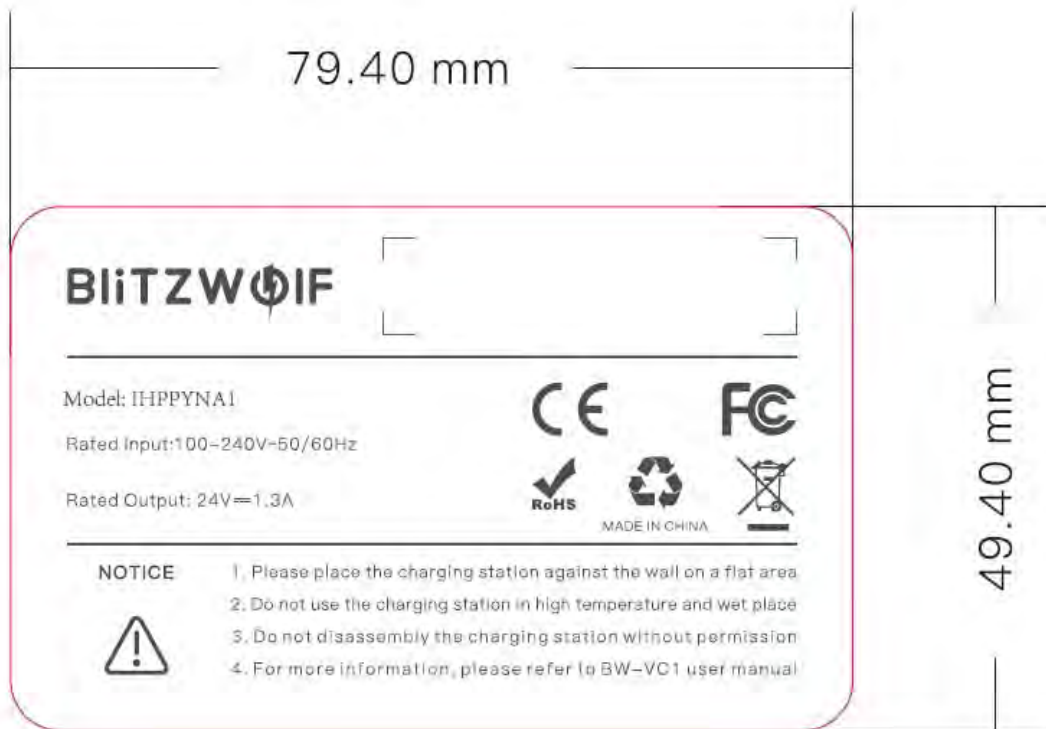 79.40 mm
BLiTZWOLF
Model: IHPPYNA1
Rated Input:100-240V~50/60Hz
Rated Output: 24V⎓1.3A
CE
FC
RoHS
MADE IN CHINA
NOTICE
1. Please place the charging station against the wall on a flat area
2. Do not use the charging station in high temperature and wet place
3. Do not disassembly the charging station without permission
4. For more information, please refer to BW-VC1 user manual
49.40 mm